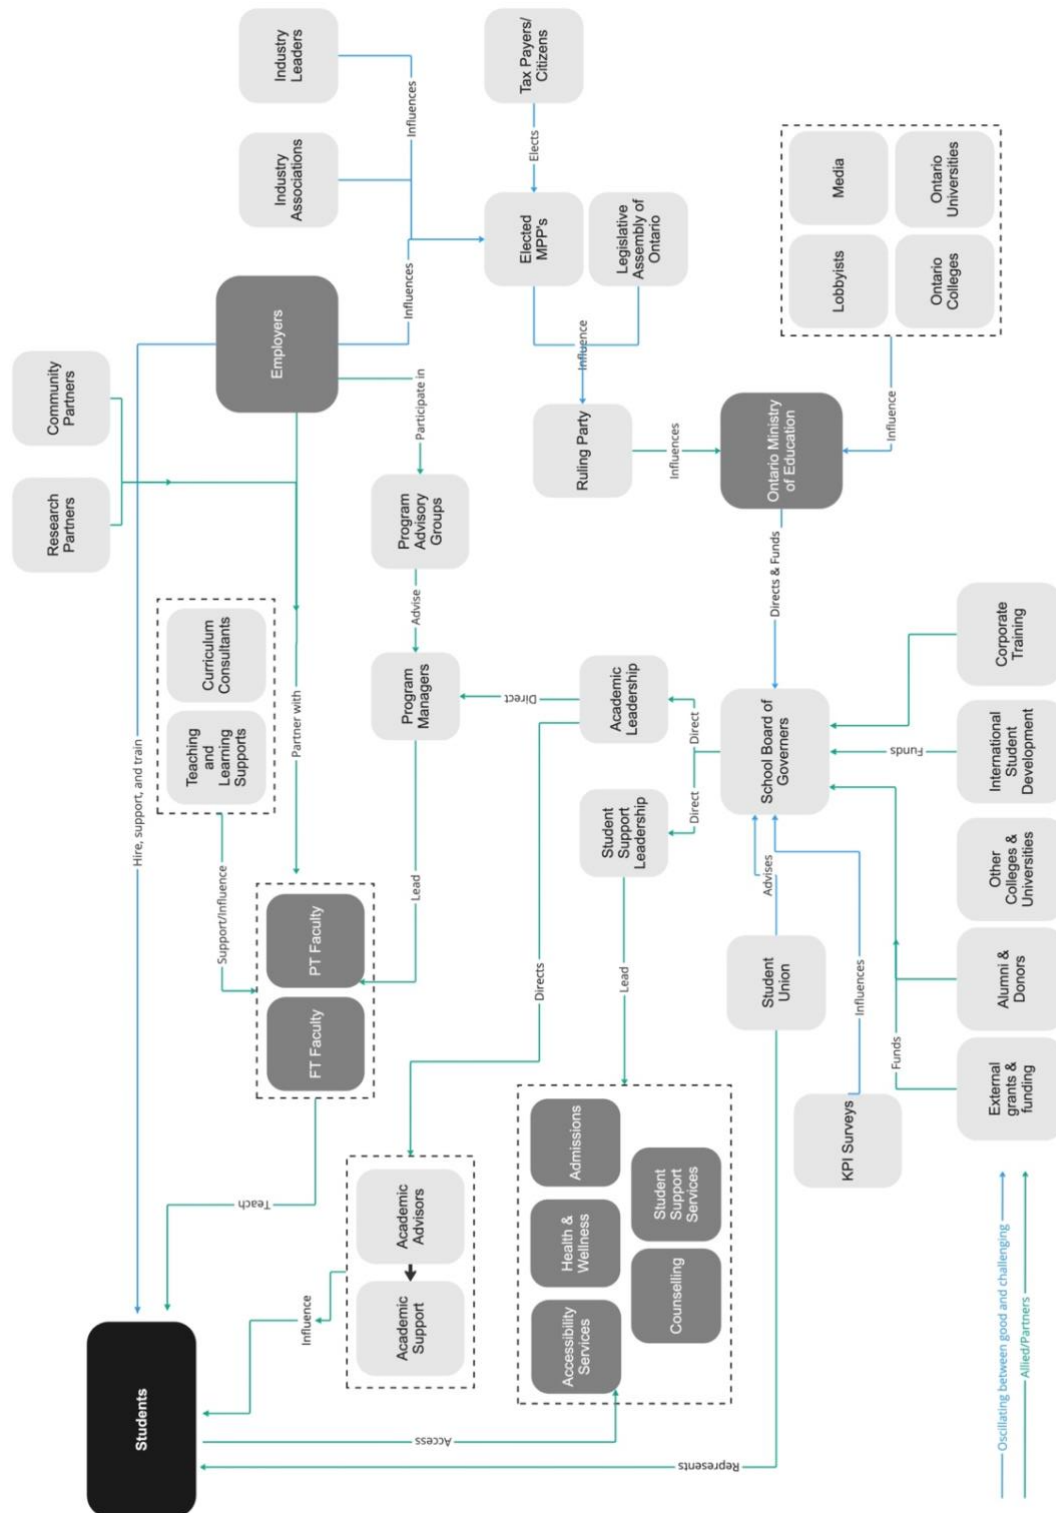 Students
Hire, support, and train
Research
Partners
Community
Partners
Employers
Industry
Associations
Industry
Leaders
Influences
Influences
Participate in
Teaching
and
Learning
Supports
Curriculum
Consultants
Support/Influence
Partner with
FT Faculty
PT Faculty
Teach
Lead
Program
Managers
Advise
Program
Advisory
Groups
Academic
Support
Academic
Advisors
Influence
Directs
Direct
Elected
MPP's
Elects
Tax Payers/
Citizens
Legislative
Assembly of
Ontario
Influence
Ruling Party
Influences
Accessibility
Services
Health &
Wellness
Admissions
Counselling
Student
Support
Services
Access
Represents
Lead
Student
Support
Leadership
Academic
Leadership
Direct
Direct
Student
Union
Advises
School Board of
Governers
Directs & Funds
Ontario Ministry
of Education
Influence
Lobbyists
Media
Ontario
Colleges
Ontario
Universities
KPI Surveys
Influences
Funds
Funds
External
grants &
funding
Alumni &
Donors
Other
Colleges &
Universities
International
Student
Development
Corporate
Training
Oscillating between good and challenging
Allied/Partners